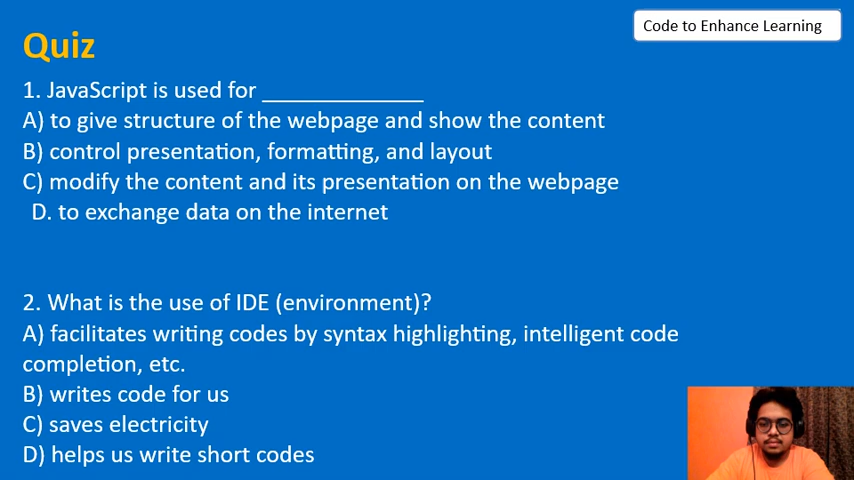 Code to Enhance Learning
Quiz
1. JavaScript is used for ______________
A) to give structure of the webpage and show the content
B) control presentation, formatting, and layout
C) modify the content and its presentation on the webpage
D. to exchange data on the internet
2. What is the use of IDE (environment)?
A) facilitates writing codes by syntax highlighting, intelligent code
completion, etc.
B) writes code for us
C) saves electricity
D) helps us write short codes